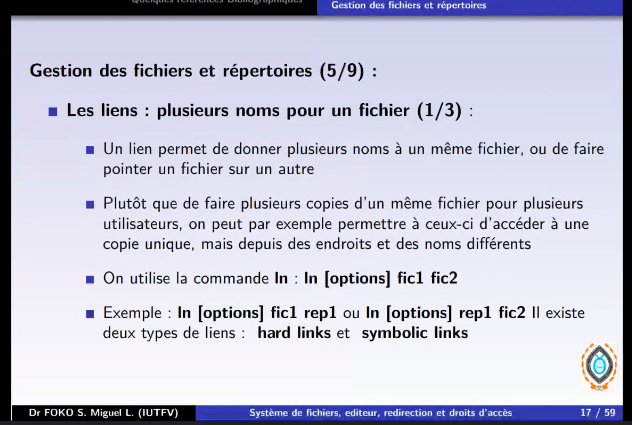 Quelques références Bibliographiques
Gestion des fichiers et répertoires
Gestion des fichiers et répertoires (5/9) :
Les liens : plusieurs noms pour un fichier (1/3) :
Un lien permet de donner plusieurs noms à un même fichier, ou de faire
pointer un fichier sur un autre
Plutôt que de faire plusieurs copies d'un même fichier pour plusieurs
utilisateurs, on peut par exemple permettre à ceux-ci d'accéder à une
copie unique, mais depuis des endroits et des noms différents
On utilise la commande ln : ln [options] fic1 fic2
Exemple : ln [options] fic1 rep1 ou ln [options] rep1 fic2 Il existe
deux types de liens : hard links et symbolic links
Dr FOKO S. Miguel L. (IUTFV)
Système de fichiers, editeur, redirection et droits d'accès
17 / 59